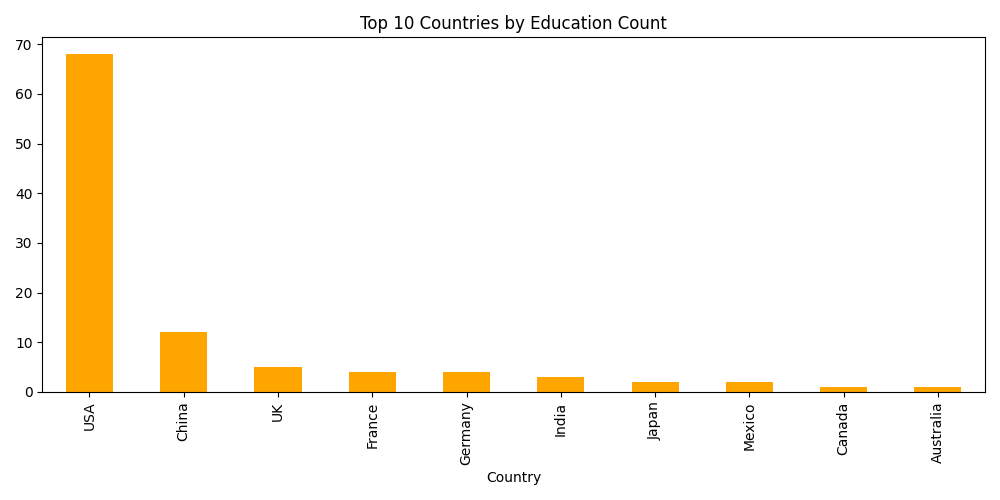 Top 10 Countries by Education Count
70
60
50
40
30
20
10
0
USA
China
UK
France
Germany
India
Japan
Mexico
Canada
Australia
Country